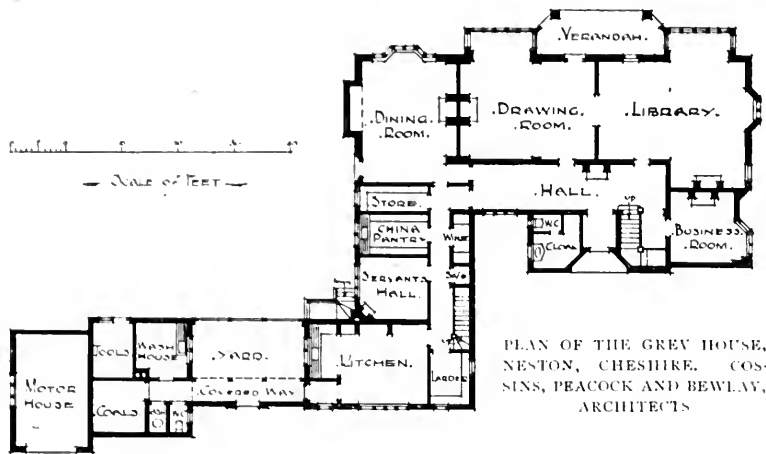 .VERANDAH.
.DINING.
ROOM.
.DRAWING.
.ROOM.
.LIBRARY.
SCALE OF FEET
.HALL.
STORE.
CHINA
PANTRY
WINE
UP
WC
CLOAK
BUSINESS
ROOM.
SERVANTS
HALL.
UP
TOOLS
WASH
HOUSE
YARD.
KITCHEN.
LARDER
MOTOR
HOUSE
COALS
COVERED WAY
WC
PLAN OF THE GREY HOUSE,
NESTON, CHESHIRE. COS-
SINS, PEACOCK AND BEWLAY,
ARCHITECTS